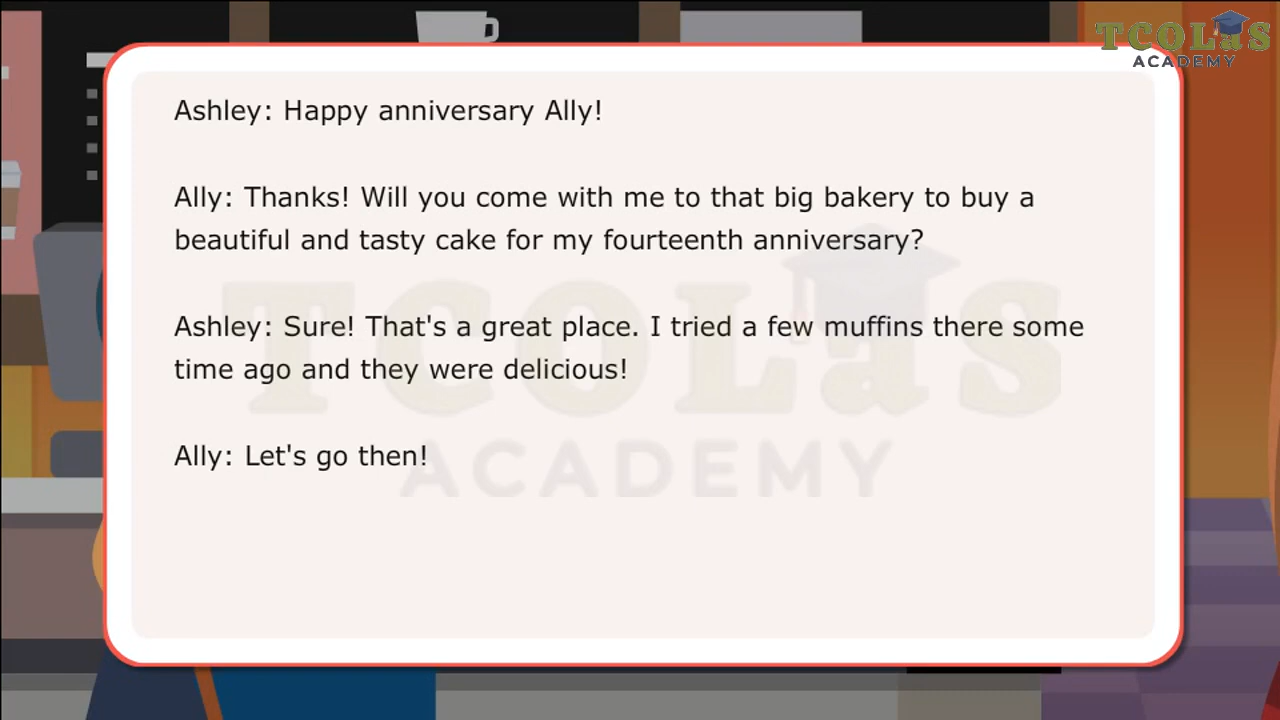 TCOLaS
ACADEMY
Ashley: Happy anniversary Ally!
Ally: Thanks! Will you come with me to that big bakery to buy a
beautiful and tasty cake for my fourteenth anniversary?
Ashley: Sure! That's a great place. I tried a few muffins there some
time ago and they were delicious!
Ally: Let's go then!
TCOLaS
ACADEMY